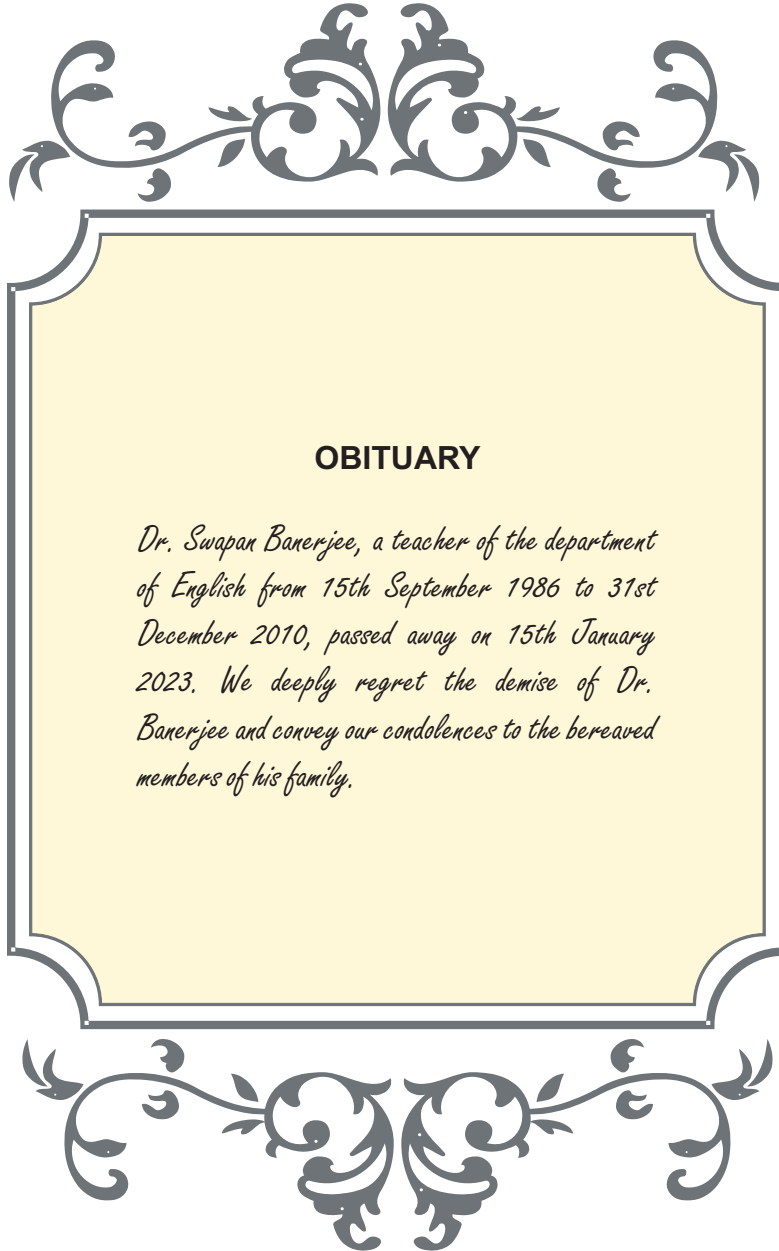 OBITUARY
Dr. Swapan Banerjee, a teacher of the department
of English from 15th September 1986 to 31st
December 2010, passed away on 15th January
2023. We deeply regret the demise of Dr.
Banerjee and convey our condolences to the bereaved
members of his family.